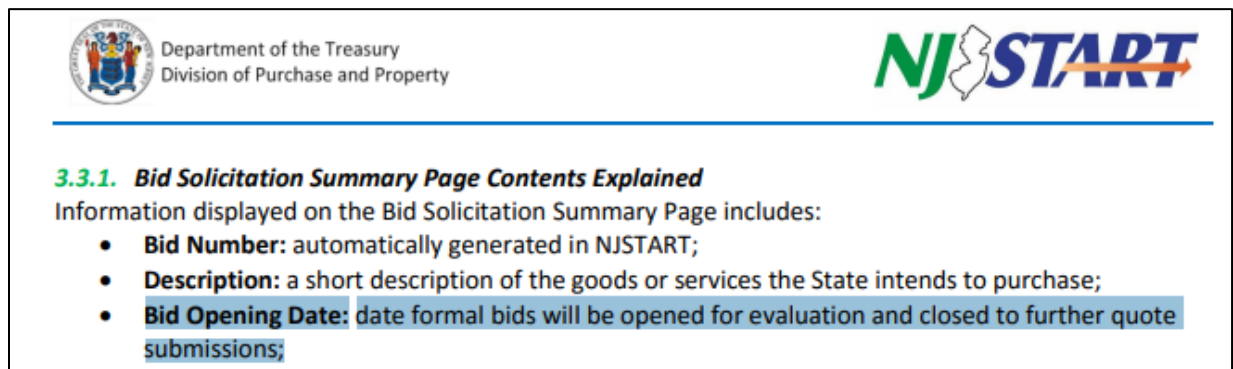 Department of the Treasury
Division of Purchase and Property
NJSTART
3.3.1. Bid Solicitation Summary Page Contents Explained
Information displayed on the Bid Solicitation Summary Page includes:
• Bid Number: automatically generated in NJSTART;
• Description: a short description of the goods or services the State intends to purchase;
• Bid Opening Date: date formal bids will be opened for evaluation and closed to further quote
submissions;